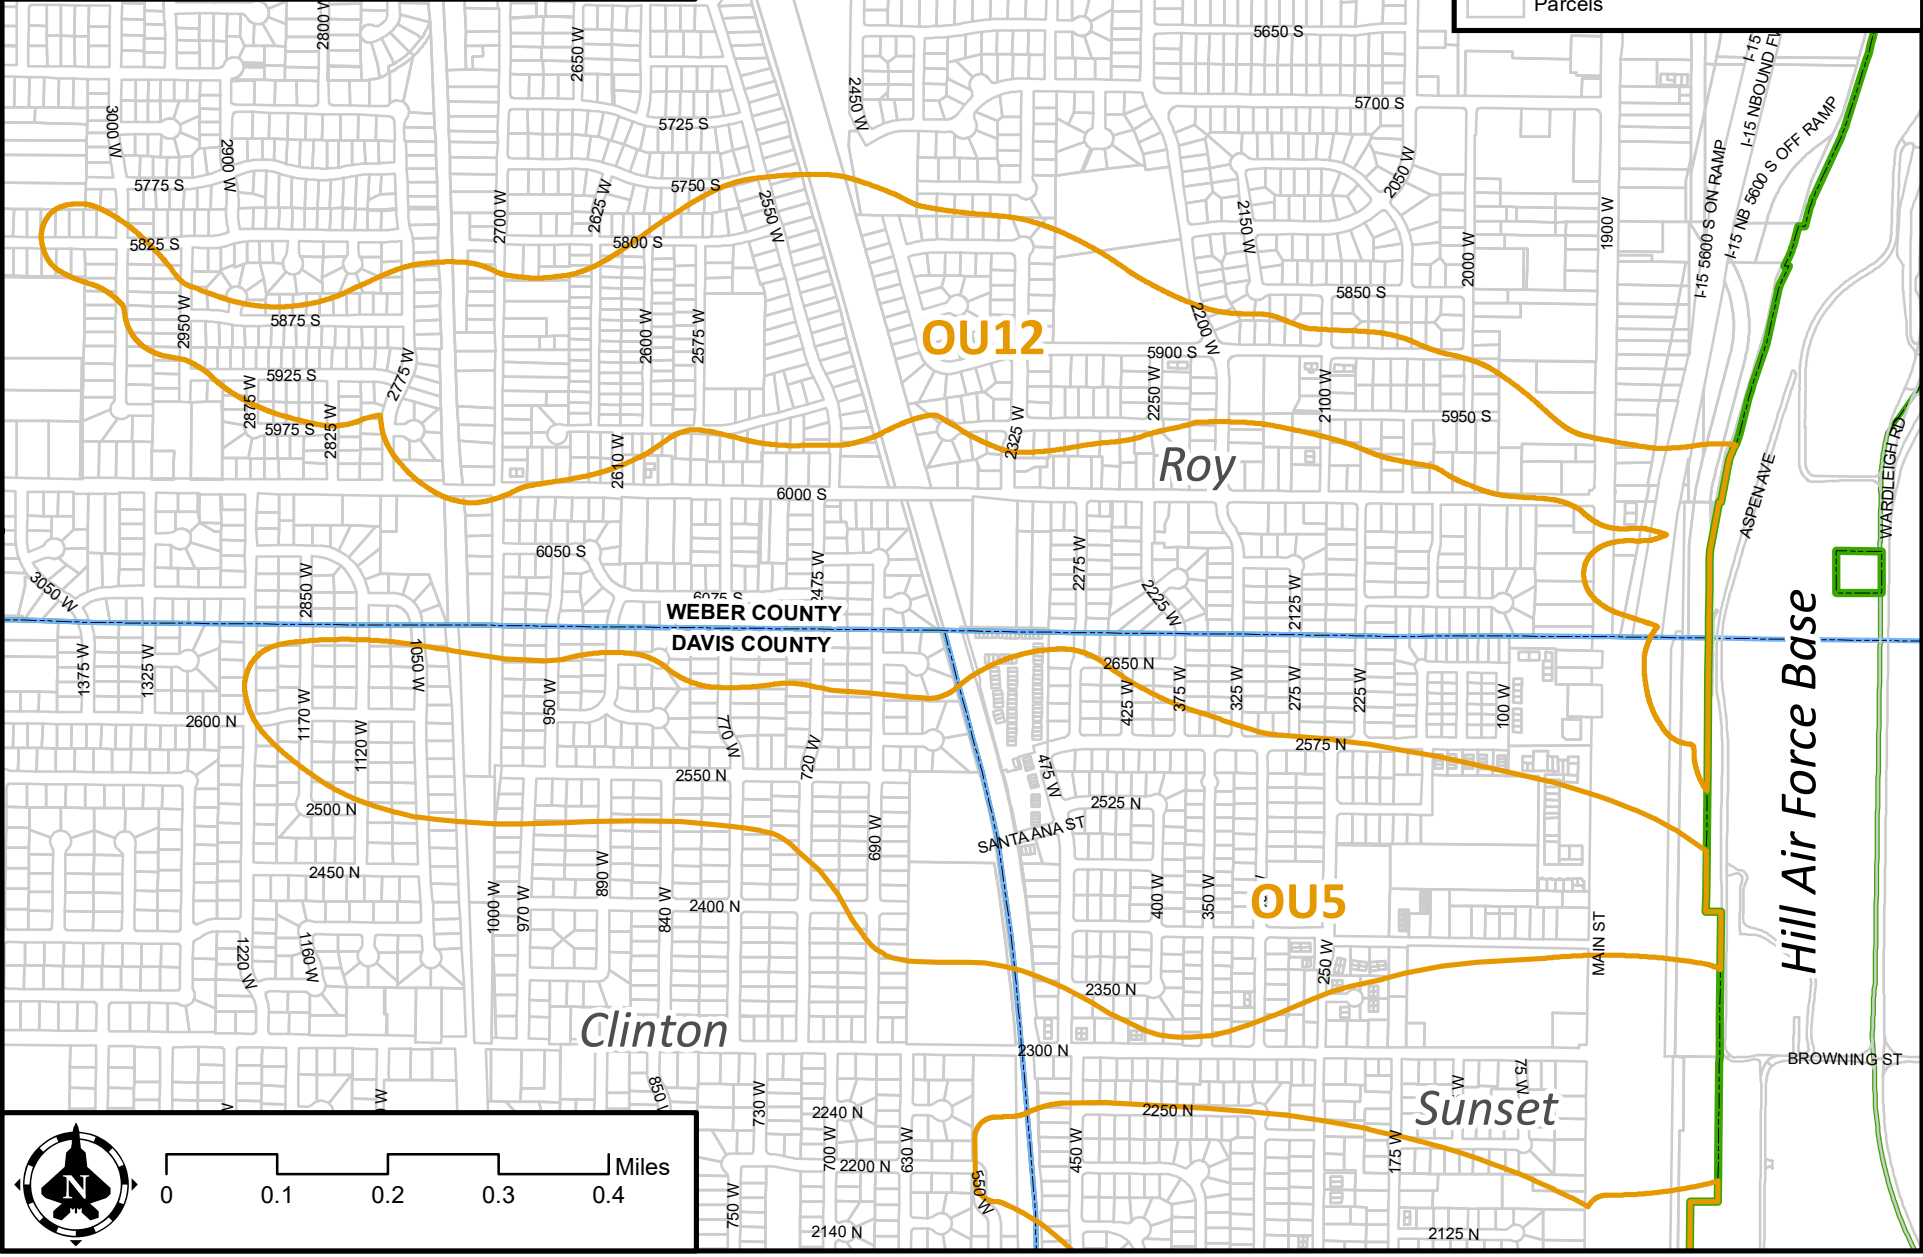 Parcels
2800 W
2650 W
5650 S
I-15
I-15 NBOUND
2450 W
5700 S
I-15 NB 5600 S OFF RAMP
3000 W
5725 S
2900 W
2050 W
I-15 5600 S ON RAMP
5775 S
5750 S
2700 W
2625 W
2550 W
2150 W
1900 W
5825 S
5800 S
2000 W
5850 S
2950 W
5875 S
2600 W
2575 W
OU12
2200 W
5900 S
2775 W
5925 S
2875 W
2825 W
5975 S
2250 W
2100 W
5950 S
2325 W
2610 W
Roy
WARDLEIGH RD
ASPEN AVE
6000 S
6050 S
2275 W
3050 W
2850 W
2475 W
2225 W
2125 W
6075 S
WEBER COUNTY
DAVIS COUNTY
Hill Air Force Base
1375 W
1325 W
1050 W
2650 N
950 W
425 W
375 W
325 W
275 W
225 W
100 W
2600 N
1170 W
1120 W
770 W
720 W
2575 N
2550 N
475 W
2500 N
2525 N
SANTA ANA ST
690 W
2450 N
890 W
1000 W
970 W
840 W
2400 N
400 W
350 W
OU5
MAIN ST
1220 W
1160 W
250 W
2350 N
Clinton
2300 N
BROWNING ST
850
730 W
75 W
W
W
W
2240 N
2250 N
Sunset
700 W
630 W
450 W
175 W
2200 N
550 W
750 W
2140 N
2125 N
N
0
0.1
0.2
0.3
0.4
Miles